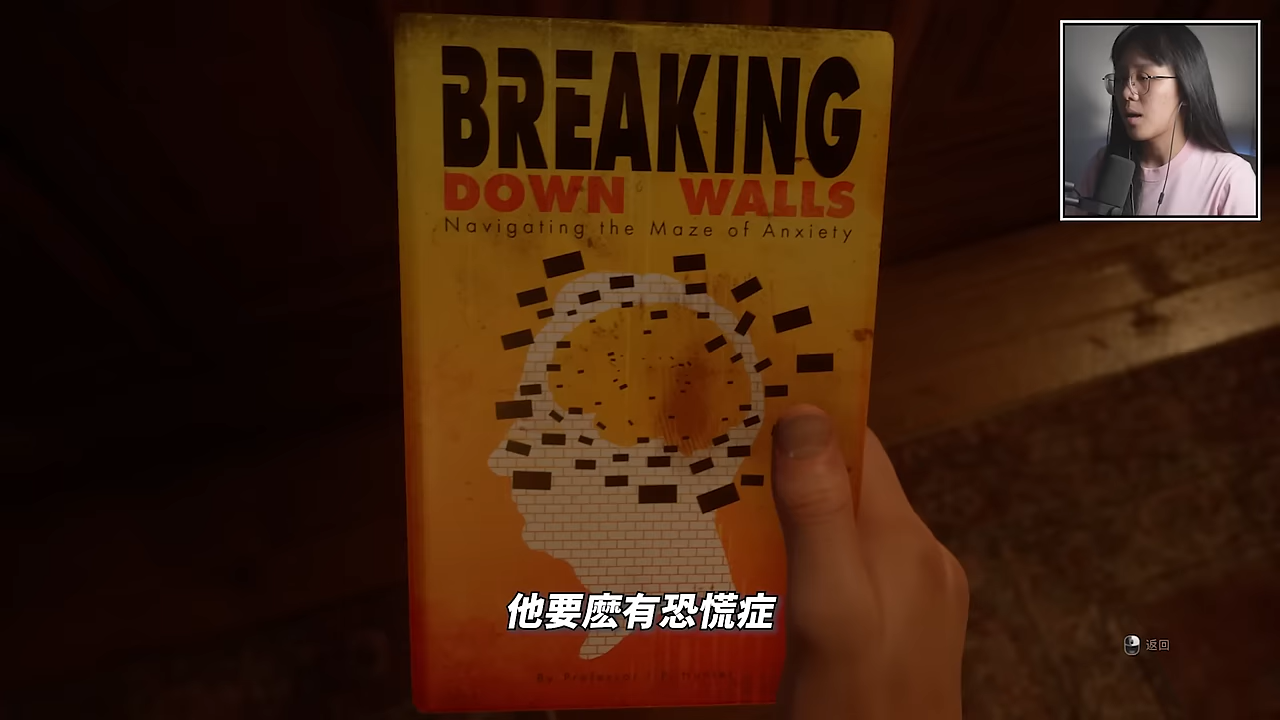 BREAKING
DOWN WALLS
Navigating the Maze of Anxiety
他要麼有恐慌症
返回